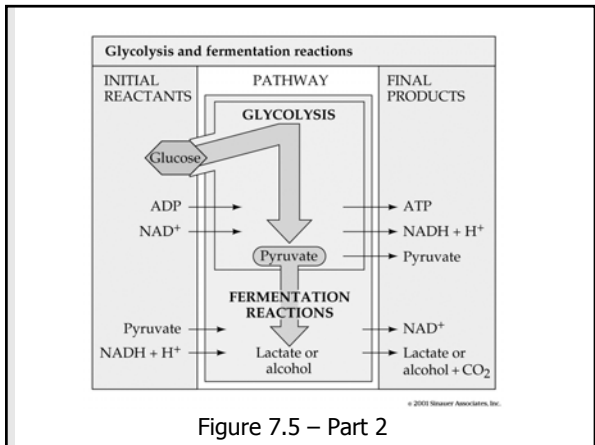 Glycolysis and fermentation reactions
INITIAL
REACTANTS
PATHWAY
FINAL
PRODUCTS
GLYCOLYSIS
Glucose
ADP
ATP
NAD⁺
NADH + H⁺
Pyruvate
Pyruvate
FERMENTATION
REACTIONS
Pyruvate
NAD⁺
NADH + H⁺
Lactate or
alcohol
Lactate or
alcohol + CO₂
© 2001 Sinauer Associates, Inc.
Figure 7.5 – Part 2